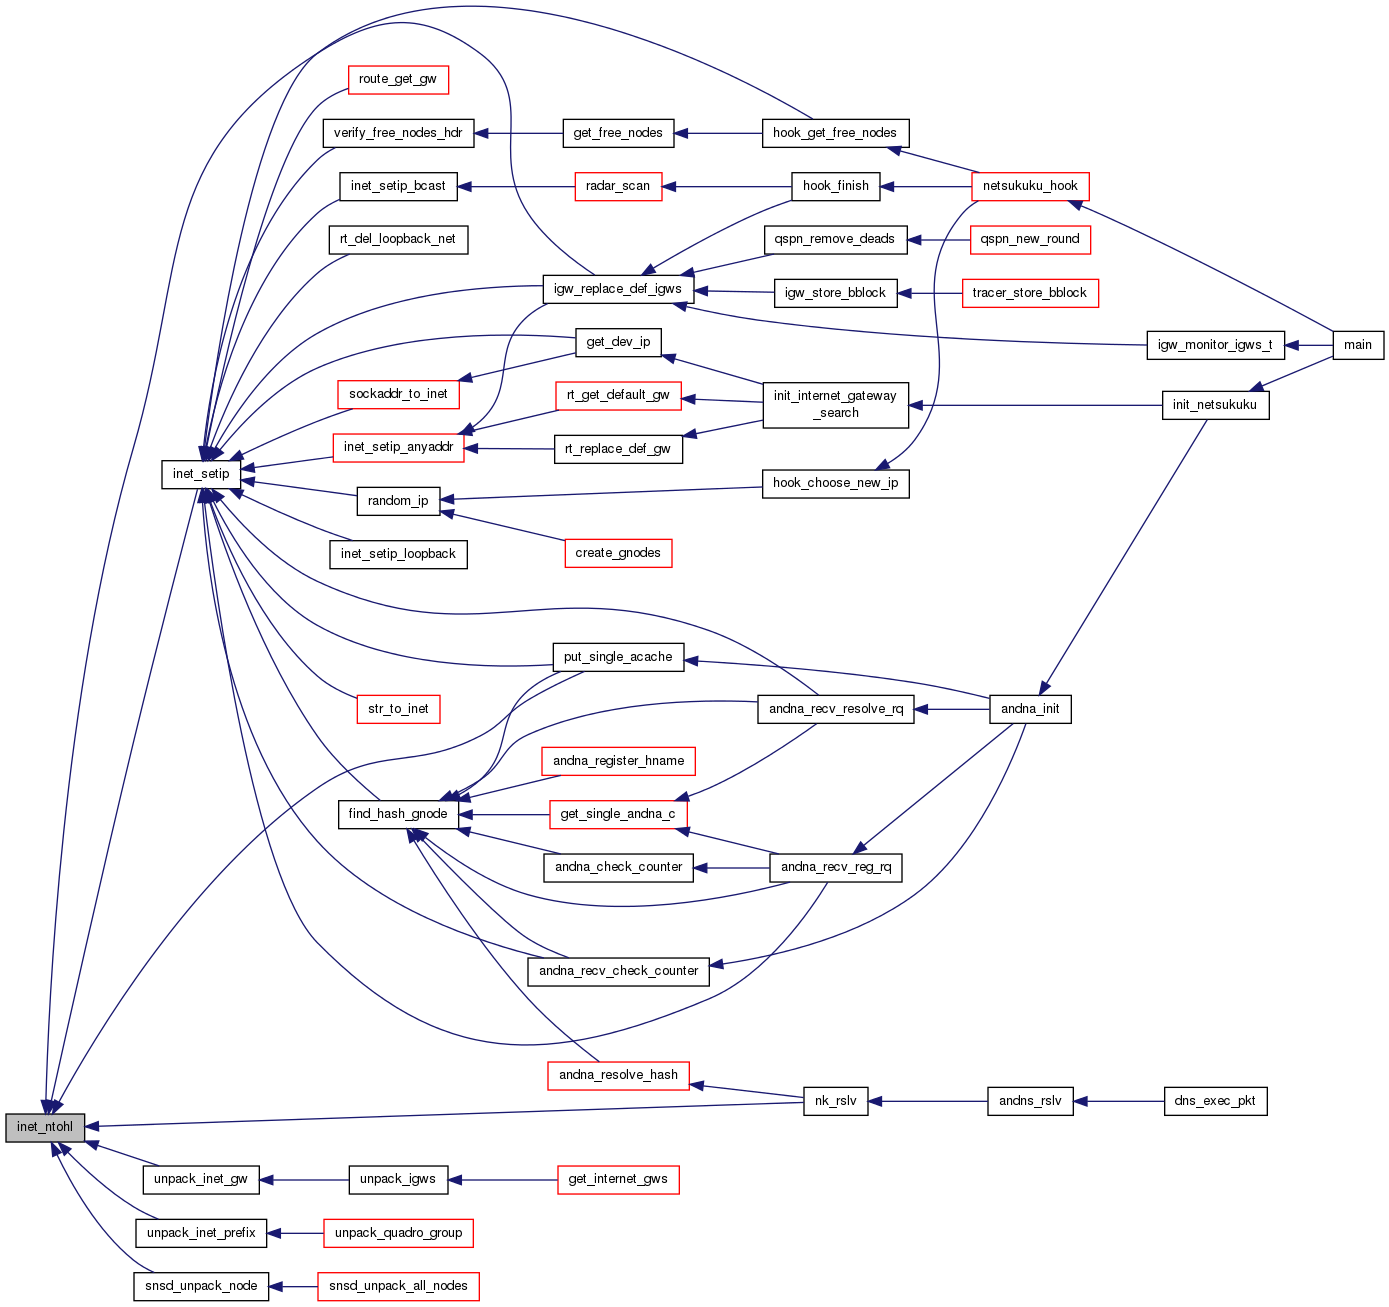 route_get_gw
verify_free_nodes_hdr
get_free_nodes
hook_get_free_nodes
inet_setip_bcast
radar_scan
hook_finish
netsukuku_hook
rt_del_loopback_net
qspn_remove_deads
qspn_new_round
igw_replace_def_igws
igw_store_bblock
tracer_store_bblock
get_dev_ip
igw_monitor_igws_t
main
sockaddr_to_inet
rt_get_default_gw
init_internet_gateway
_search
init_netsukuku
inet_setip_anyaddr
rt_replace_def_gw
inet_setip
hook_choose_new_ip
random_ip
inet_setip_loopback
create_gnodes
put_single_acache
str_to_inet
andna_recv_resolve_rq
andna_init
andna_register_hname
find_hash_gnode
get_single_andna_c
andna_check_counter
andna_recv_reg_rq
andna_recv_check_counter
andna_resolve_hash
nk_rslv
andns_rslv
dns_exec_pkt
inet_ntohl
unpack_inet_gw
unpack_igws
get_internet_gws
unpack_inet_prefix
unpack_quadro_group
snsd_unpack_node
snsd_unpack_all_nodes